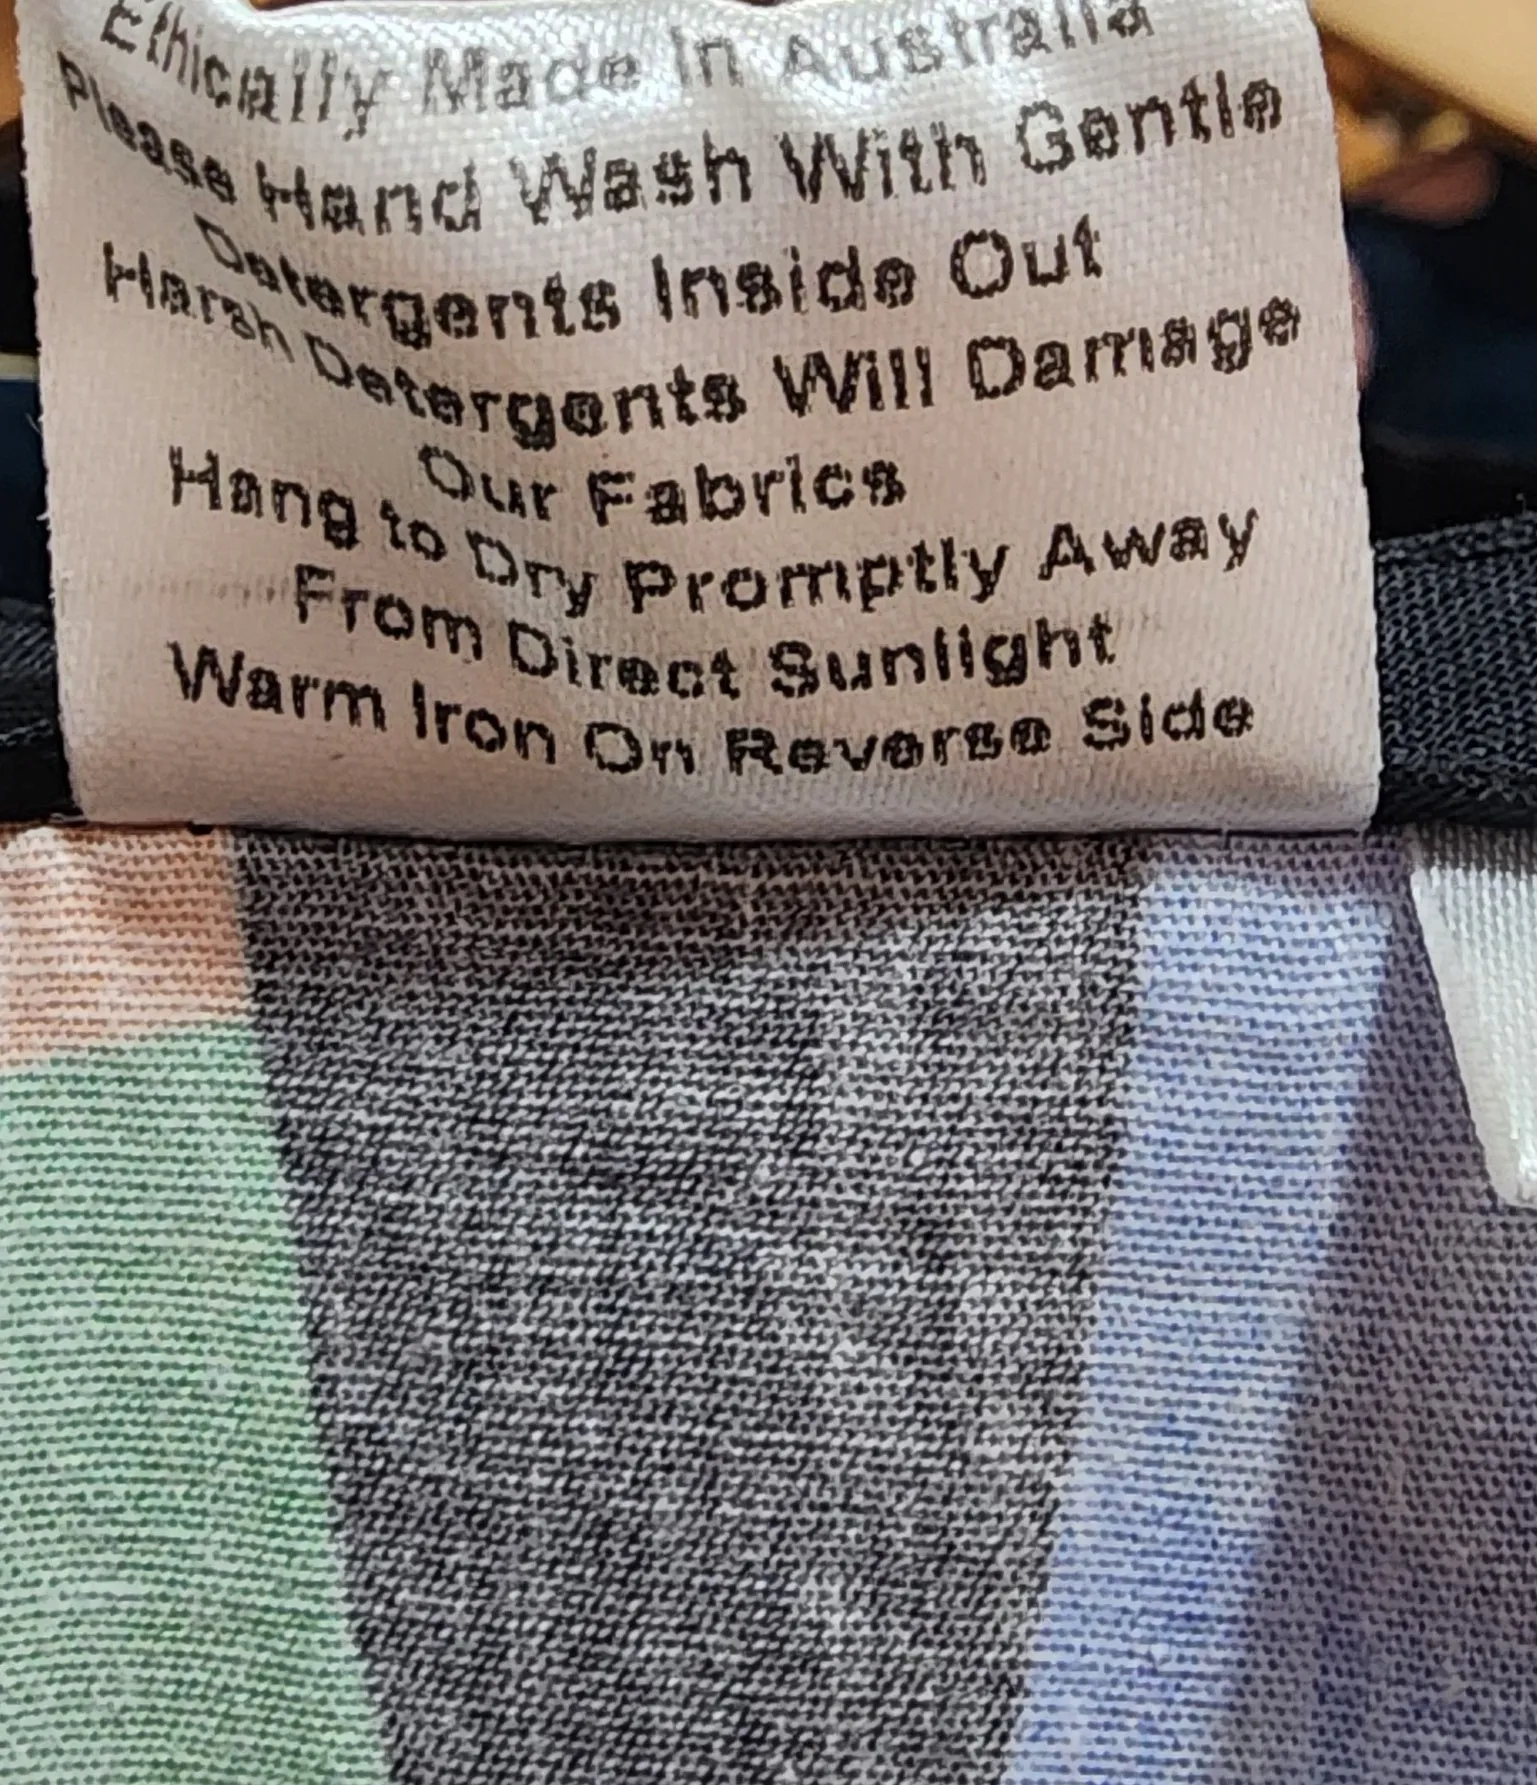 Ethically Made In Australia
Please Hand Wash With Gentle
Detergents Inside Out
Harsh Detergents Will Damage
Our Fabrics
Hang to Dry Promptly Away
From Direct Sunlight
Warm Iron On Reverse Side